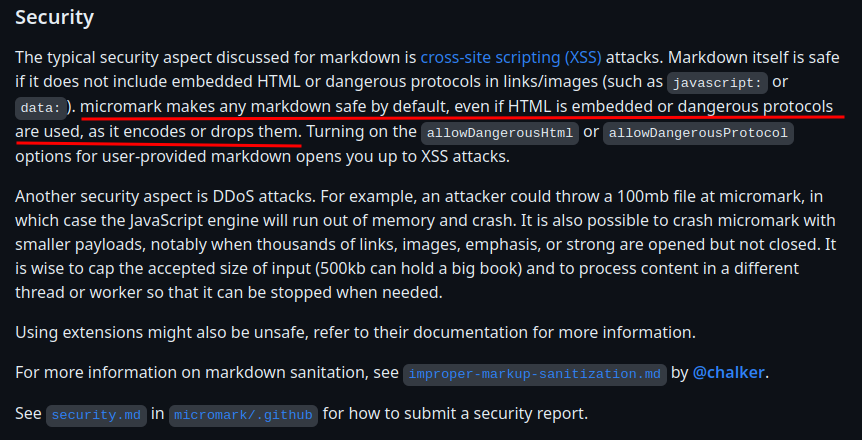 Security
The typical security aspect discussed for markdown is cross-site scripting (XSS) attacks. Markdown itself is safe
if it does not include embedded HTML or dangerous protocols in links/images (such as javascript: or
data:). micromark makes any markdown safe by default, even if HTML is embedded or dangerous protocols
are used, as it encodes or drops them. Turning on the allowDangerousHtml or allowDangerousProtocol
options for user-provided markdown opens you up to XSS attacks.
Another security aspect is DDoS attacks. For example, an attacker could throw a 100mb file at micromark, in
which case the JavaScript engine will run out of memory and crash. It is also possible to crash micromark with
smaller payloads, notably when thousands of links, images, emphasis, or strong are opened but not closed. It
is wise to cap the accepted size of input (500kb can hold a big book) and to process content in a different
thread or worker so that it can be stopped when needed.
Using extensions might also be unsafe, refer to their documentation for more information.
For more information on markdown sanitation, see improper-markup-sanitization.md by @chalker.
See security.md in micromark/.github for how to submit a security report.